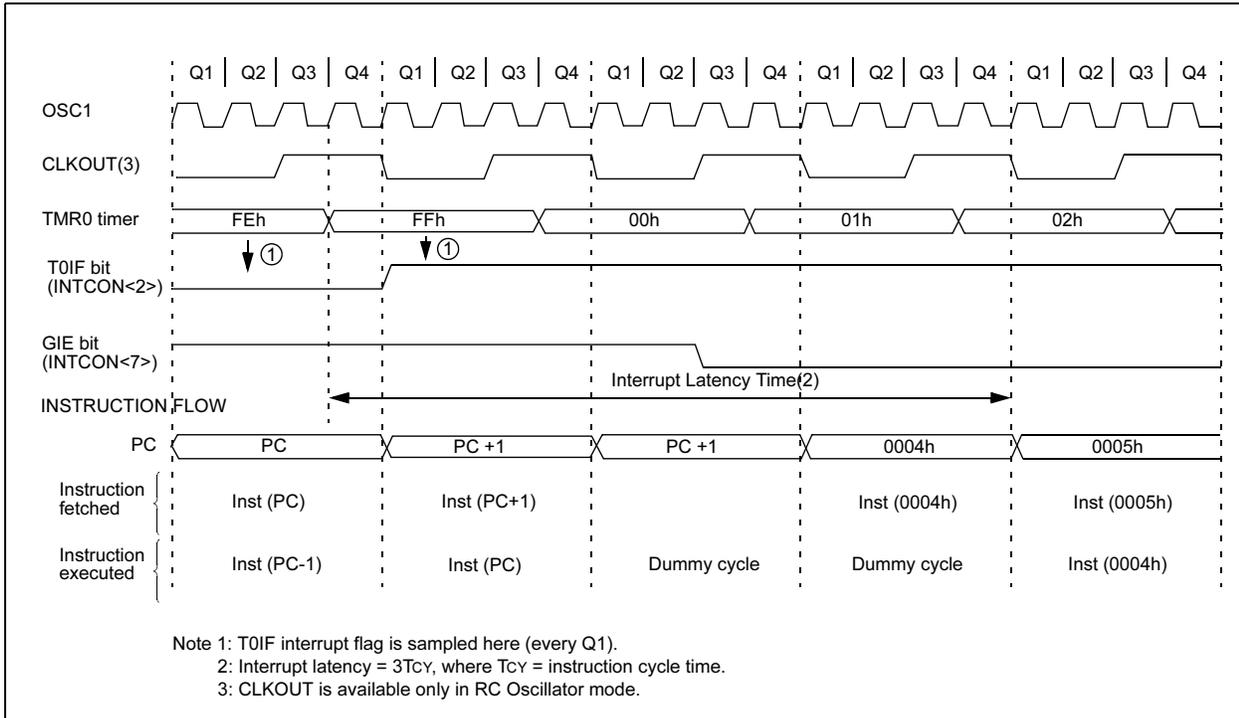 Q1 Q2 Q3 Q4 Q1 Q2 Q3 Q4 Q1 Q2 Q3 Q4 Q1 Q2 Q3 Q4 Q1 Q2 Q3 Q4
OSC1
CLKOUT(3)
TMR0 timer FEh FFh 00h 01h 02h
1 1
T0IF bit
(INTCON<2>)
GIE bit
(INTCON<7>)
Interrupt Latency Time(2)
INSTRUCTION FLOW
PC PC PC +1 PC +1 0004h 0005h
Instruction
fetched
Inst (PC) Inst (PC+1) Inst (0004h) Inst (0005h)
Instruction
executed
Inst (PC-1) Inst (PC) Dummy cycle Dummy cycle Inst (0004h)
Note 1: T0IF interrupt flag is sampled here (every Q1).
2: Interrupt latency = 3TCY, where TCY = instruction cycle time.
3: CLKOUT is available only in RC Oscillator mode.